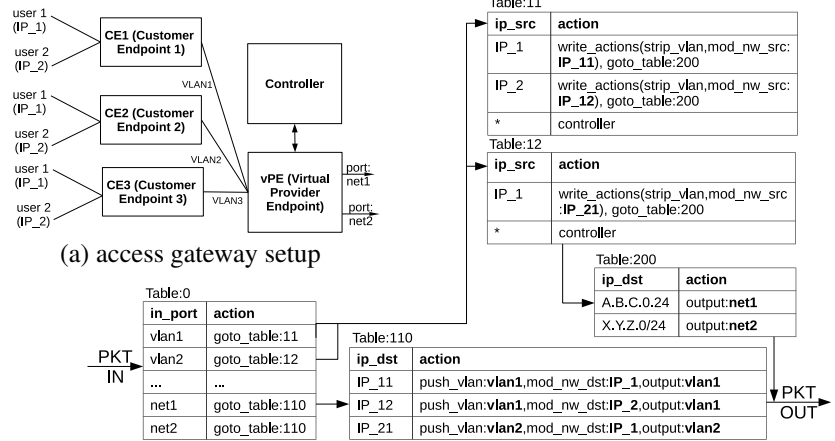 user 1
(IP_1)
user 2
(IP_2)
CE1 (Customer
Endpoint 1)
user 1
(IP_1)
user 2
(IP_2)
CE2 (Customer
Endpoint 2)
user 1
(IP_1)
user 2
(IP_2)
CE3 (Customer
Endpoint 3)
VLAN1
VLAN2
VLAN3
Controller
vPE (Virtual
Provider
Endpoint)
port:
net1
port:
net2
(a) access gateway setup
Table:11
ip_src action
IP_1 write_actions(strip_vlan,mod_nw_src:
IP_11), goto_table:200
IP_2 write_actions(strip_vlan,mod_nw_src:
IP_12), goto_table:200
* controller
Table:12
ip_src action
IP_1 write_actions(strip_vlan,mod_nw_src
:IP_21), goto_table:200
* controller
Table:200
ip_dst action
A.B.C.0.24 output:net1
X.Y.Z.0/24 output:net2
PKT
IN
Table:0
in_port action
vlan1 goto_table:11
vlan2 goto_table:12
... ...
net1 goto_table:110
net2 goto_table:110
Table:110
ip_dst action
IP_11 push_vlan:vlan1,mod_nw_dst:IP_1,output:vlan1
IP_12 push_vlan:vlan1,mod_nw_dst:IP_2,output:vlan1
IP_21 push_vlan:vlan2,mod_nw_dst:IP_1,output:vlan2
PKT
OUT